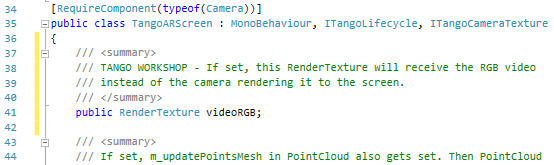 34 [RequireComponent(typeof(Camera))]
35 public class TangoARScreen : MonoBehaviour, ITangoLifecycle, ITangoCameraTexture
36 {
37 /// <summary>
38 /// TANGO WORKSHOP - If set, this RenderTexture will receive the RGB video
39 /// instead of the camera rendering it to the screen.
40 /// </summary>
41 public RenderTexture videoRGB;
42
43 /// <summary>
44 /// If set, m_updatePointsMesh in PointCloud also gets set. Then PointCloud